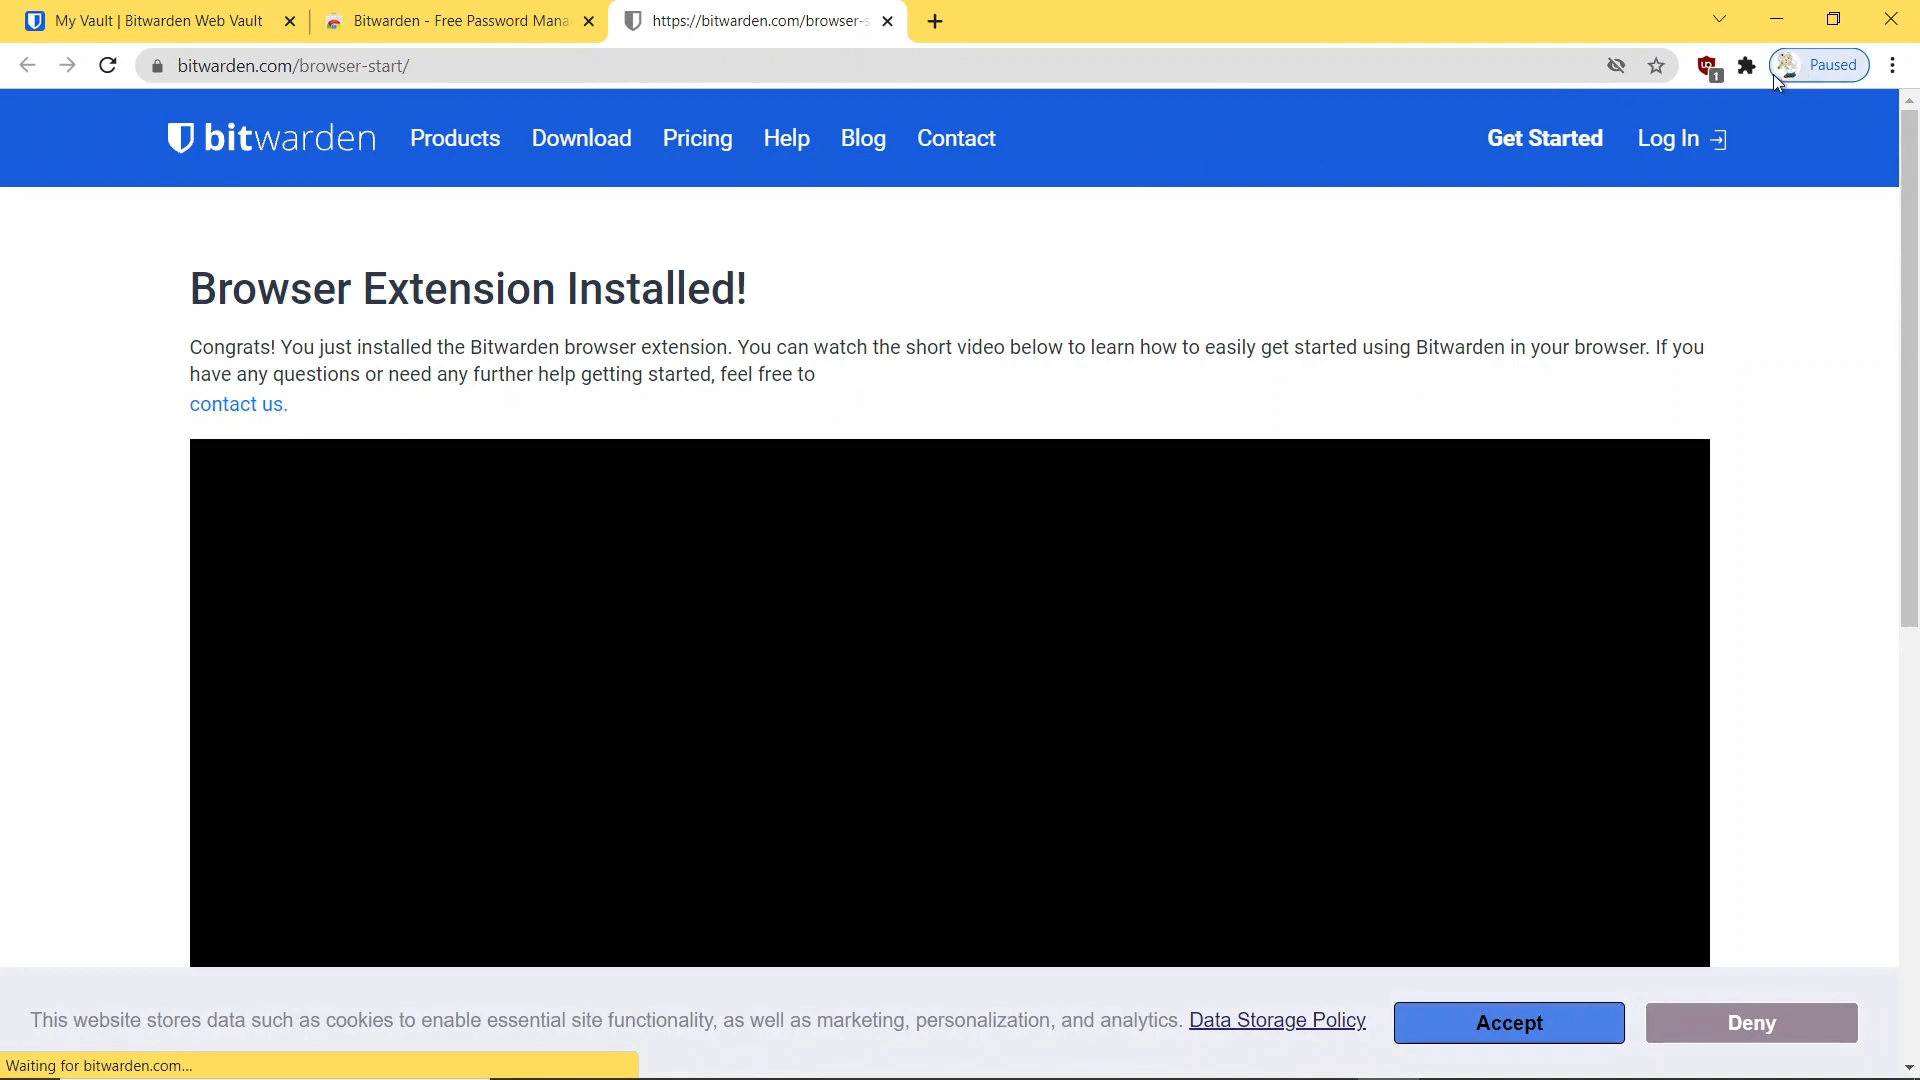 My Vault | Bitwarden Web Vault
Bitwarden - Free Password Mana
https://bitwarden.com/browser-s
bitwarden.com/browser-start/
1
Paused
bitwarden
Products
Download
Pricing
Help
Blog
Contact
Get Started
Log In
Browser Extension Installed!
Congrats! You just installed the Bitwarden browser extension. You can watch the short video below to learn how to easily get started using Bitwarden in your browser. If you
have any questions or need any further help getting started, feel free to
contact us.
This website stores data such as cookies to enable essential site functionality, as well as marketing, personalization, and analytics. Data Storage Policy
Accept
Deny
Waiting for bitwarden.com...